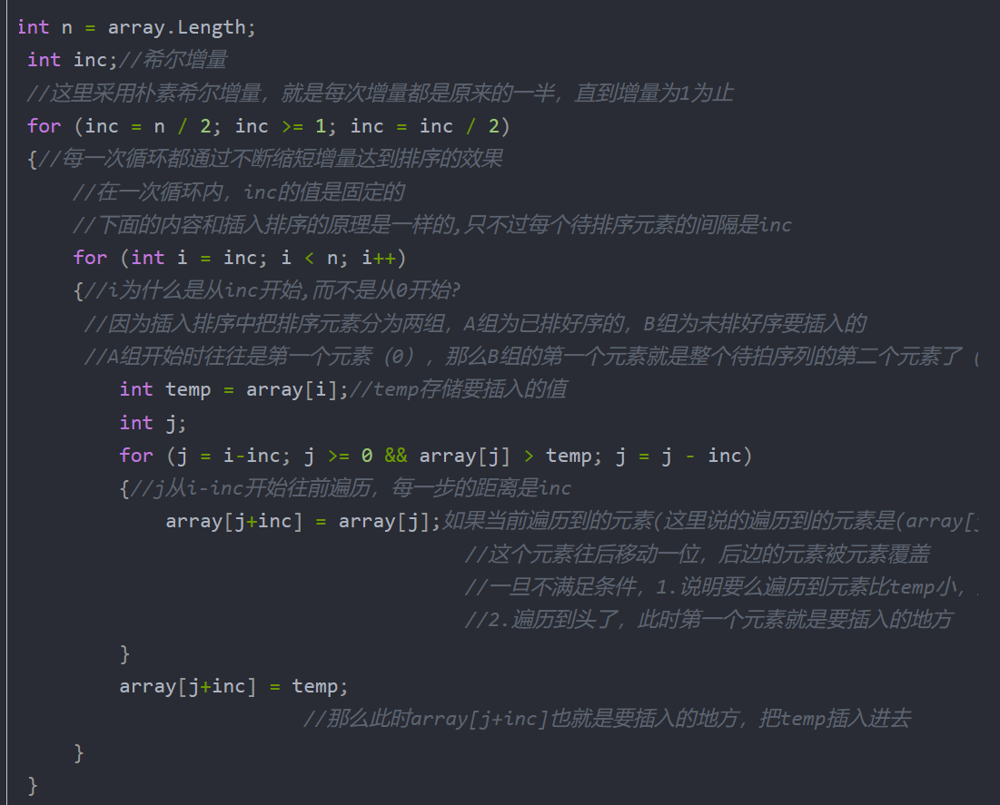 int n = array.Length;
int inc;//希尔增量
//这里采用朴素希尔增量，就是每次增量都是原来的一半，直到增量为1为止
for (inc = n / 2; inc >= 1; inc = inc / 2)
{//每一次循环都通过不断缩短增量达到排序的效果
//在一次循环内，inc的值是固定的
//下面的内容和插入排序的原理是一样的,只不过每个待排序元素的间隔是inc
for (int i = inc; i < n; i++)
{//i为什么是从inc开始,而不是从0开始?
//因为插入排序中把排序元素分为两组，A组为已排好序的，B组为未排好序要插入的
//A组开始时往往是第一个元素（0），那么B组的第一个元素就是整个待拍序列的第二个元素了（
int temp = array[i];//temp存储要插入的值
int j;
for (j = i-inc; j >= 0 && array[j] > temp; j = j - inc)
{//j从i-inc开始往前遍历，每一步的距离是inc
array[j+inc] = array[j];如果当前遍历到的元素(这里说的遍历到的元素是(array[
//这个元素往后移动一位，后边的元素被元素覆盖
//一旦不满足条件，1.说明要么遍历到元素比temp小，
//2.遍历到头了，此时第一个元素就是要插入的地方
}
array[j+inc] = temp;
//那么此时array[j+inc]也就是要插入的地方，把temp插入进去
}
}